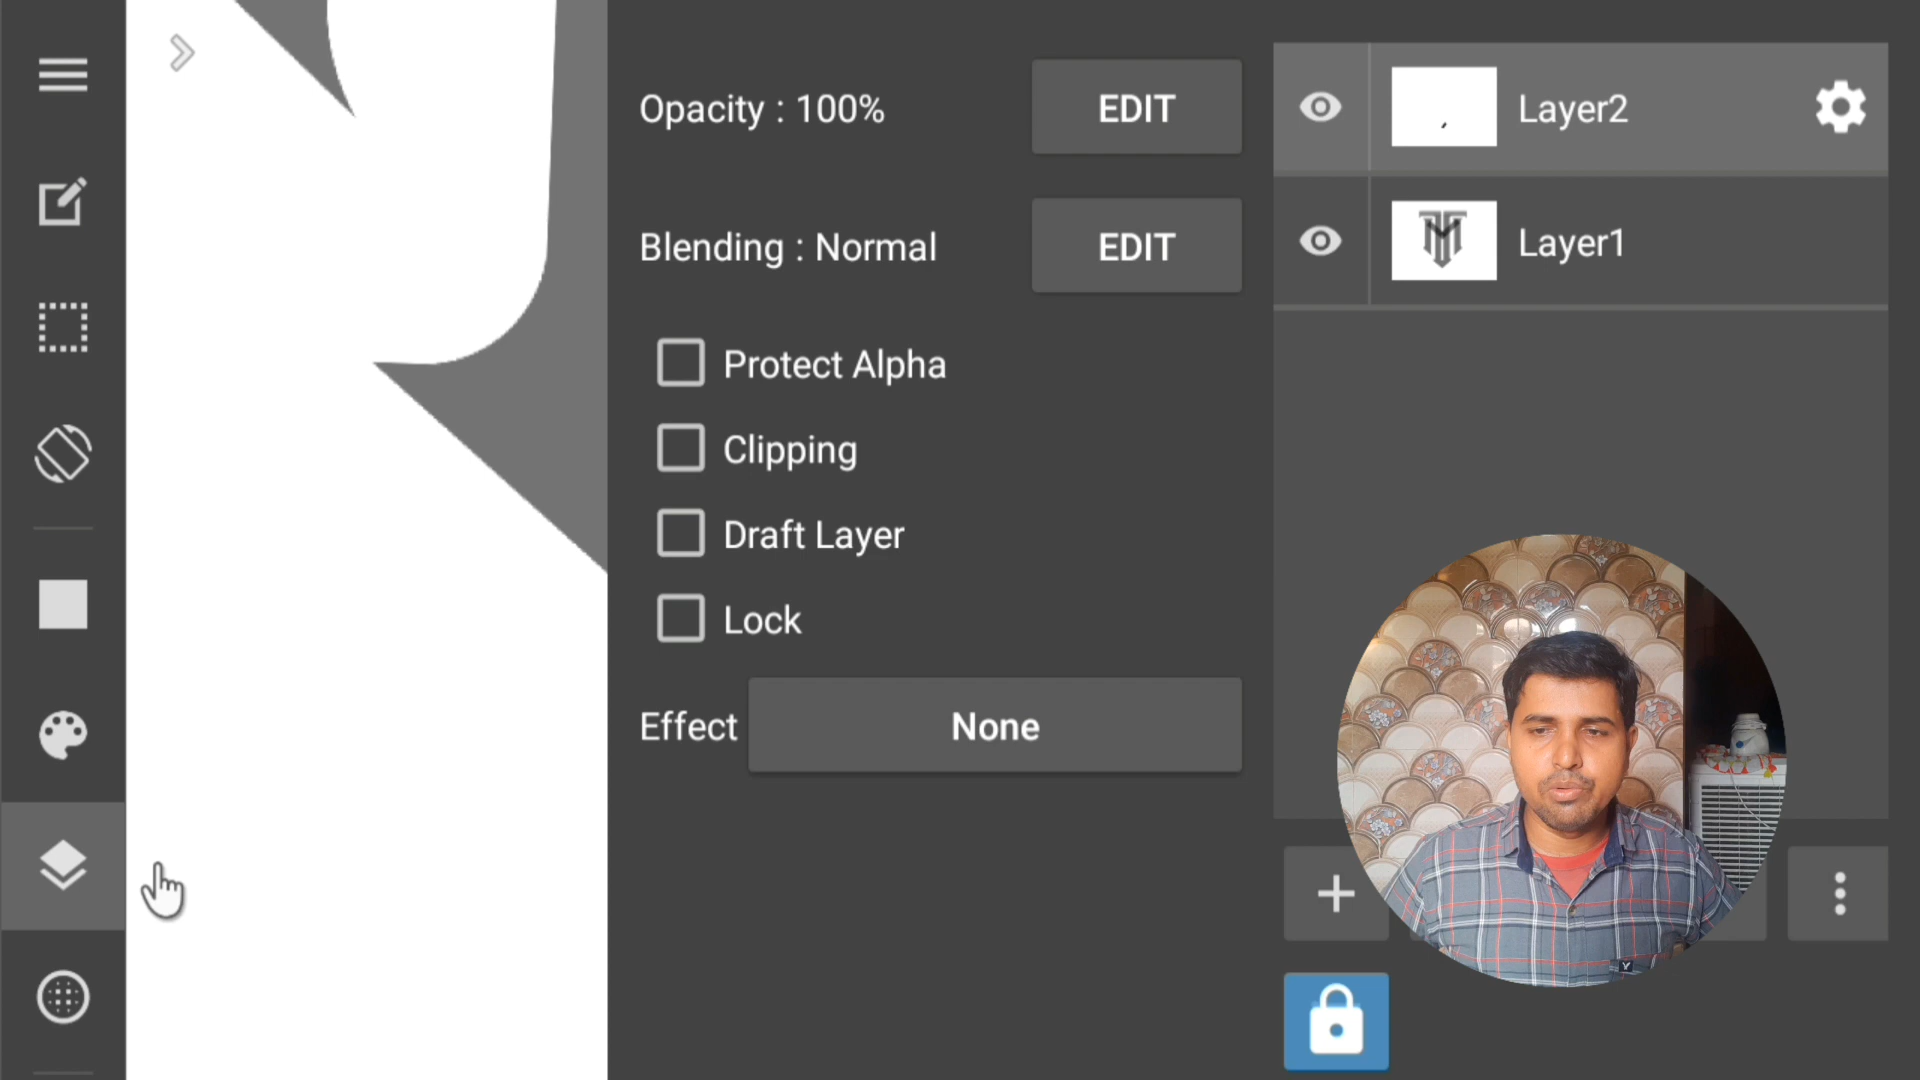 Opacity : 100%
EDIT
Blending : Normal
EDIT
Protect Alpha
Clipping
Draft Layer
Lock
Effect
None
Layer2
Layer1